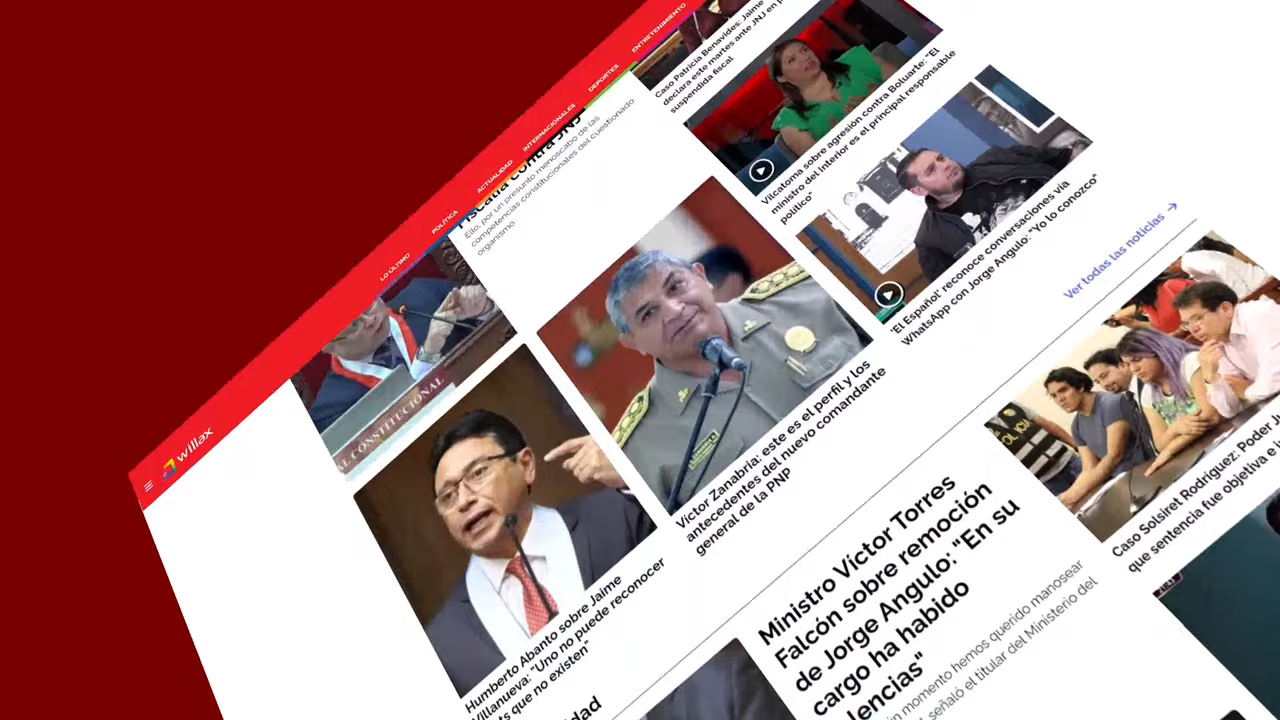 willax
LO ÚLTIMO
POLÍTICA
ACTUALIDAD
INTERNACIONALES
DEPORTES
ENTRETENIMIENTO
Fiscalía contra JNJ
Ello, por un presunto menoscabo de las
competencias constitucionales del cuestionado
organismo
Caso Patricia Benavides: Jaime
declara este martes ante JNJ en
suspendida fiscal
Vilcatoma sobre agresión contra Boluarte: "El
ministro del Interior es el principal responsable
político"
'El Español' reconoce conversaciones vía
WhatsApp con Jorge Angulo: "Yo lo conozco"
Ver todas las noticias →
AL CONSTITUCIONAL
Humberto Abanto sobre Jaime
Villanueva: "Uno no puede reconocer
que no existen"
Víctor Zanabria: este es el perfil y los
antecedentes del nuevo comandante
general de la PNP
Ministro Víctor Torres
Falcón sobre remoción
de Jorge Angulo: "En su
cargo ha habido
momento hemos querido manosear
señaló el titular del Ministerio del
Caso Solsiret Rodríguez: Poder
que sentencia fue objetiva e